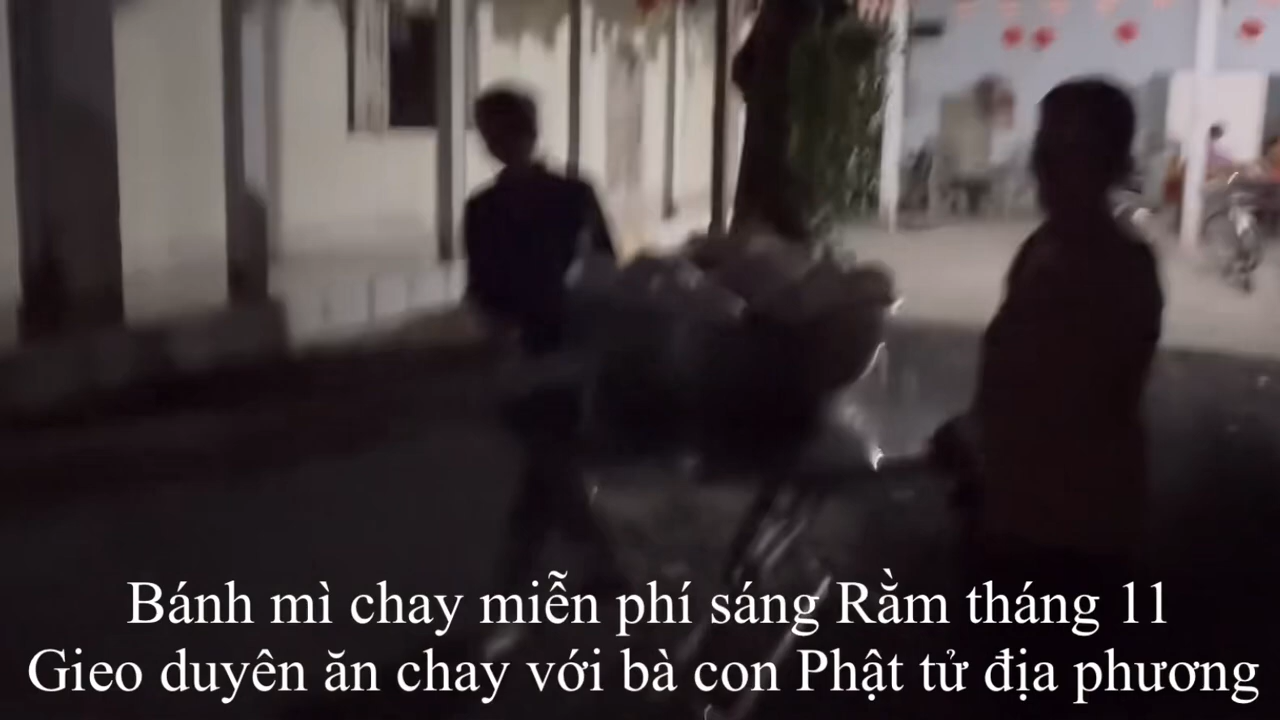 Bánh mì chay miễn phí sáng Rằm tháng 11
Gieo duyên ăn chay với bà con Phật tử địa phương